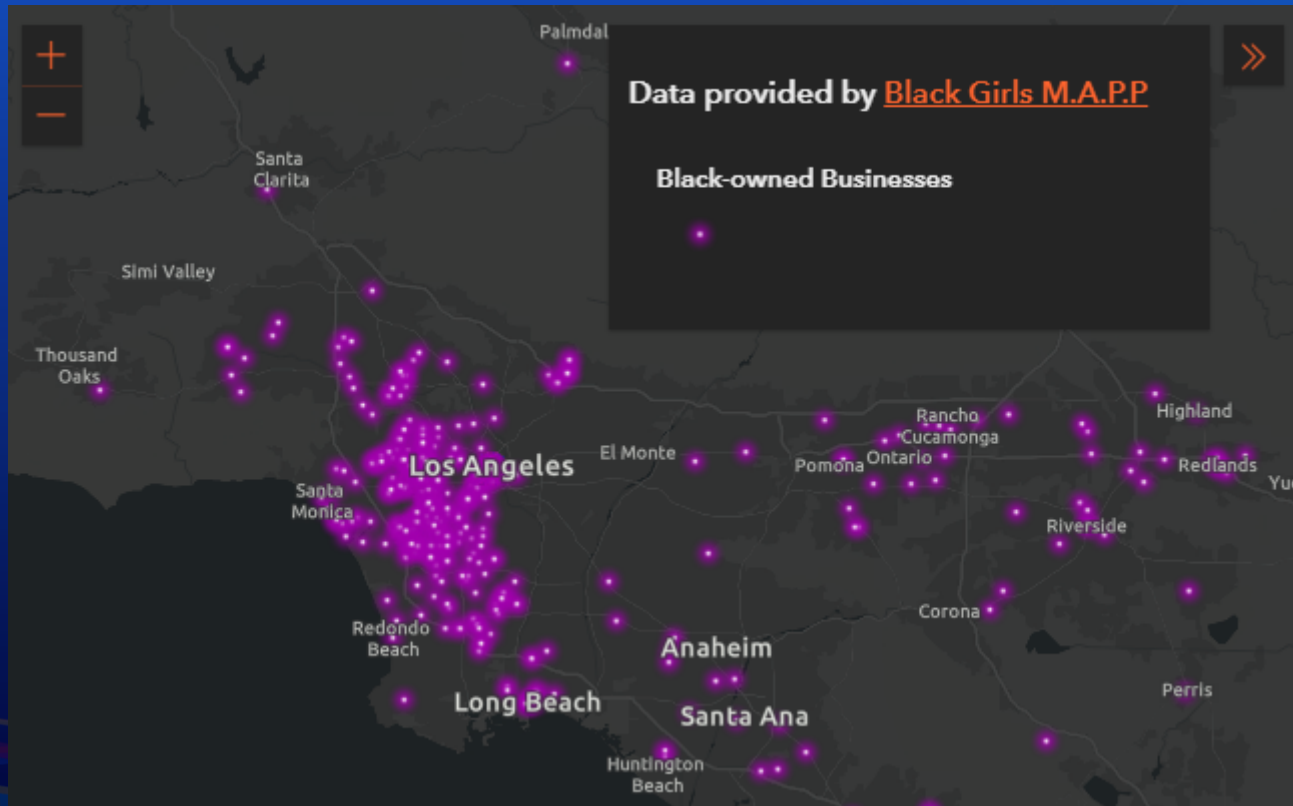 Palmdal
Data provided by Black Girls M.A.P.P
Black-owned Businesses
Santa
Clarita
Simi Valley
Thousand
Oaks
Los Angeles
El Monte
Rancho
Cucamonga
Pomona
Ontario
Highland
Redlands
Yuc
Santa
Monica
Riverside
Redondo
Beach
Corona
Anaheim
Long Beach
Santa Ana
Perris
Huntington
Beach